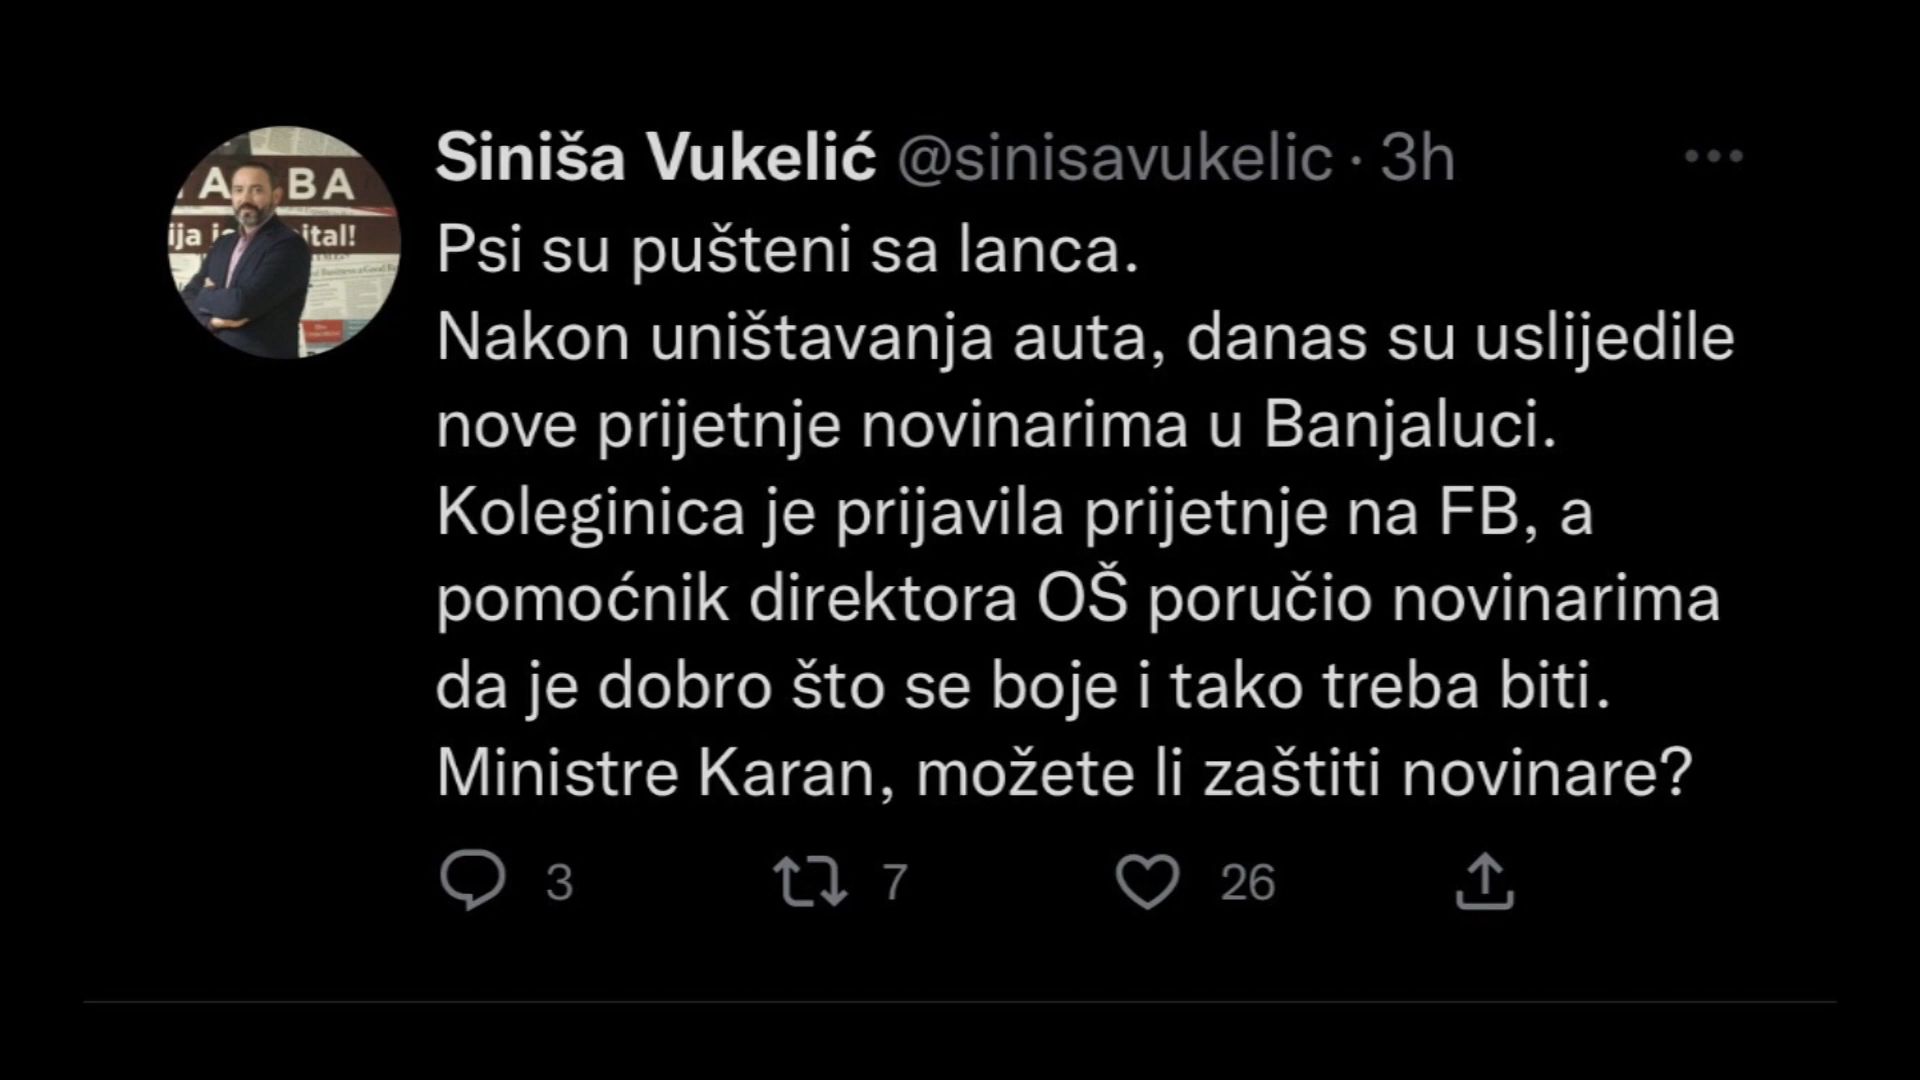 Siniša Vukelić @sinisavukelic · 3h
Psi su pušteni sa lanca.
Nakon uništavanja auta, danas su uslijedile
nove prijetnje novinarima u Banjaluci.
Koleginica je prijavila prijetnje na FB, a
pomoćnik direktora OŠ poručio novinarima
da je dobro što se boje i tako treba biti.
Ministre Karan, možete li zaštiti novinare?
3 7 26